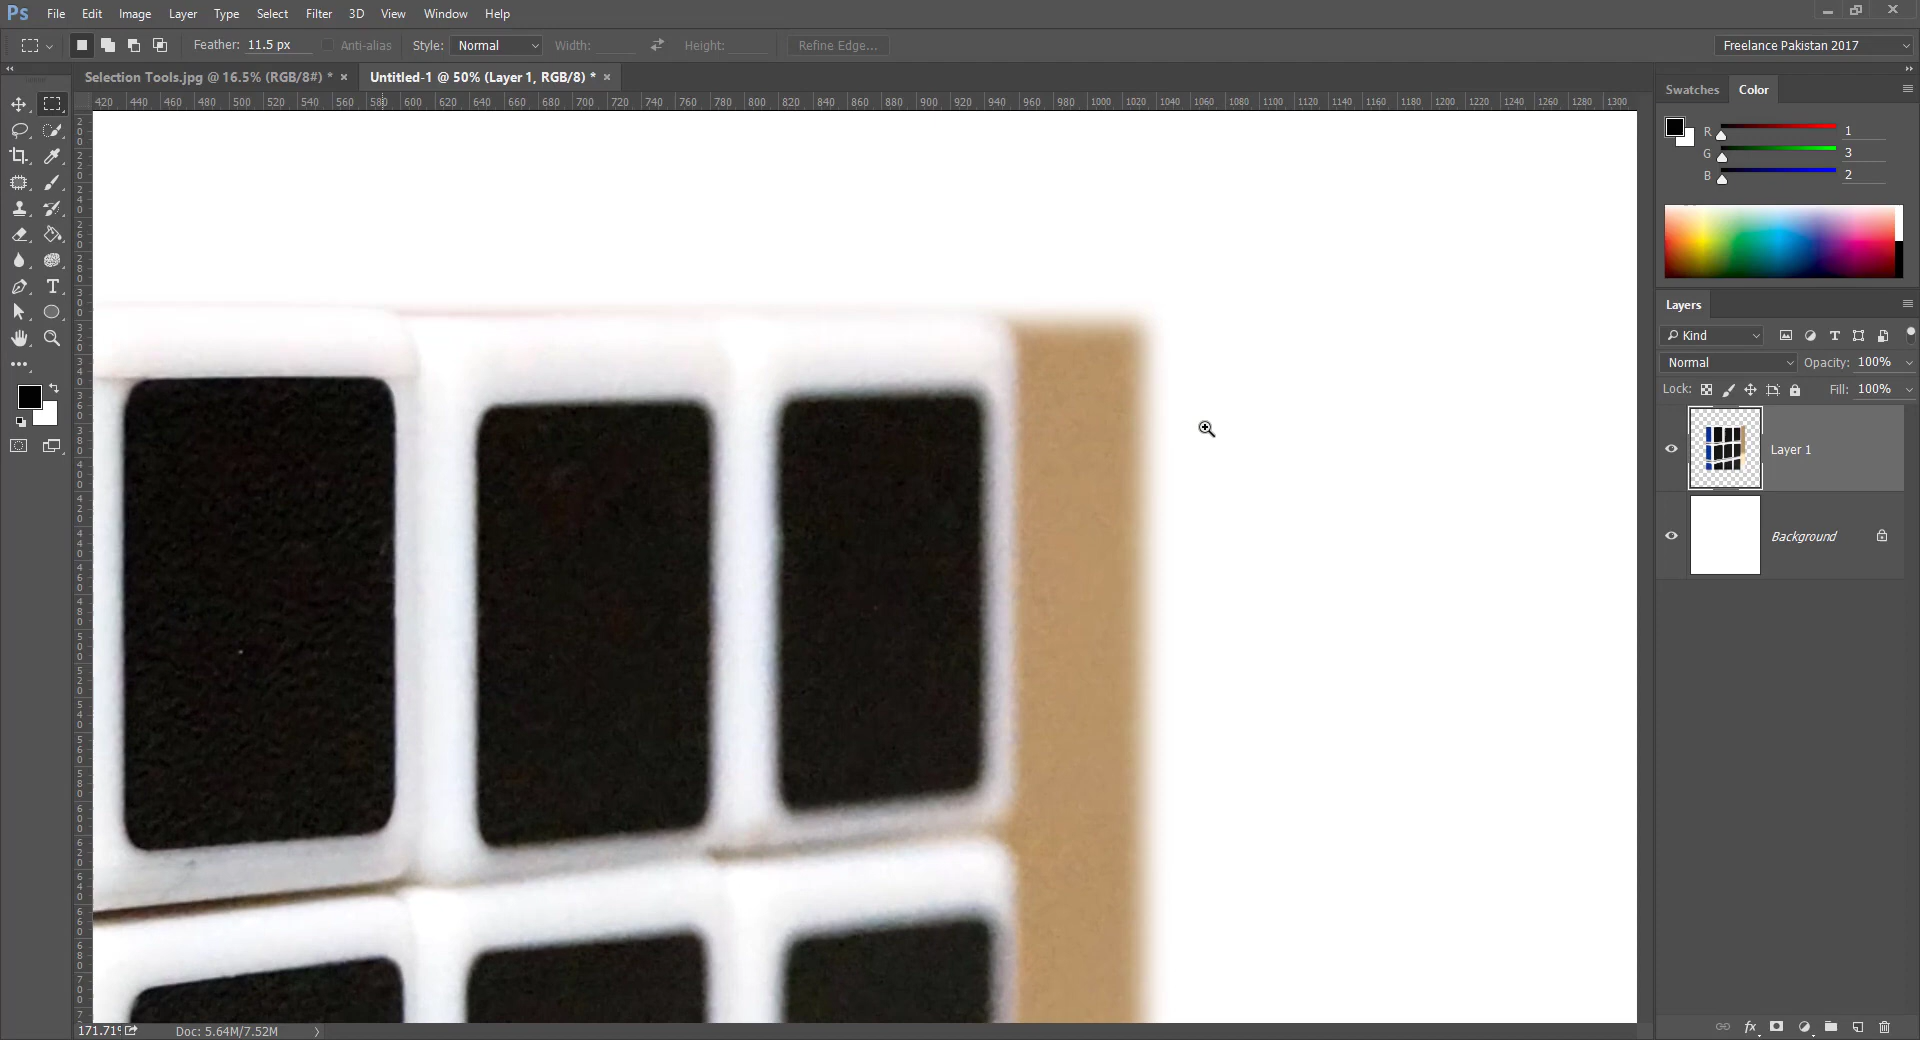 Ps File Edit Image Layer Type Select Filter 3D View Window Help
Feather: 11.5 px Anti-alias Style: Normal Width: Height: Refine Edge... Freelance Pakistan 2017
Selection Tools.jpg @ 16.5% (RGB/8#) * × Untitled-1 @ 50% (Layer 1, RGB/8) * ×
420 440 460 480 500 520 540 560 580 600 620 640 660 680 700 720 740 760 780 800 820 840 860 880 900 920 940 960 980 1000 1020 1040 1060 1080 1100 1120 1140 1160 1180 1200 1220 1240 1260 1280 1300
Swatches Color
R 1
G 3
B 2
Layers
Kind
Normal Opacity: 100%
Lock: Fill: 100%
Layer 1
Background
fx
171.71% Doc: 5.64M/7.52M